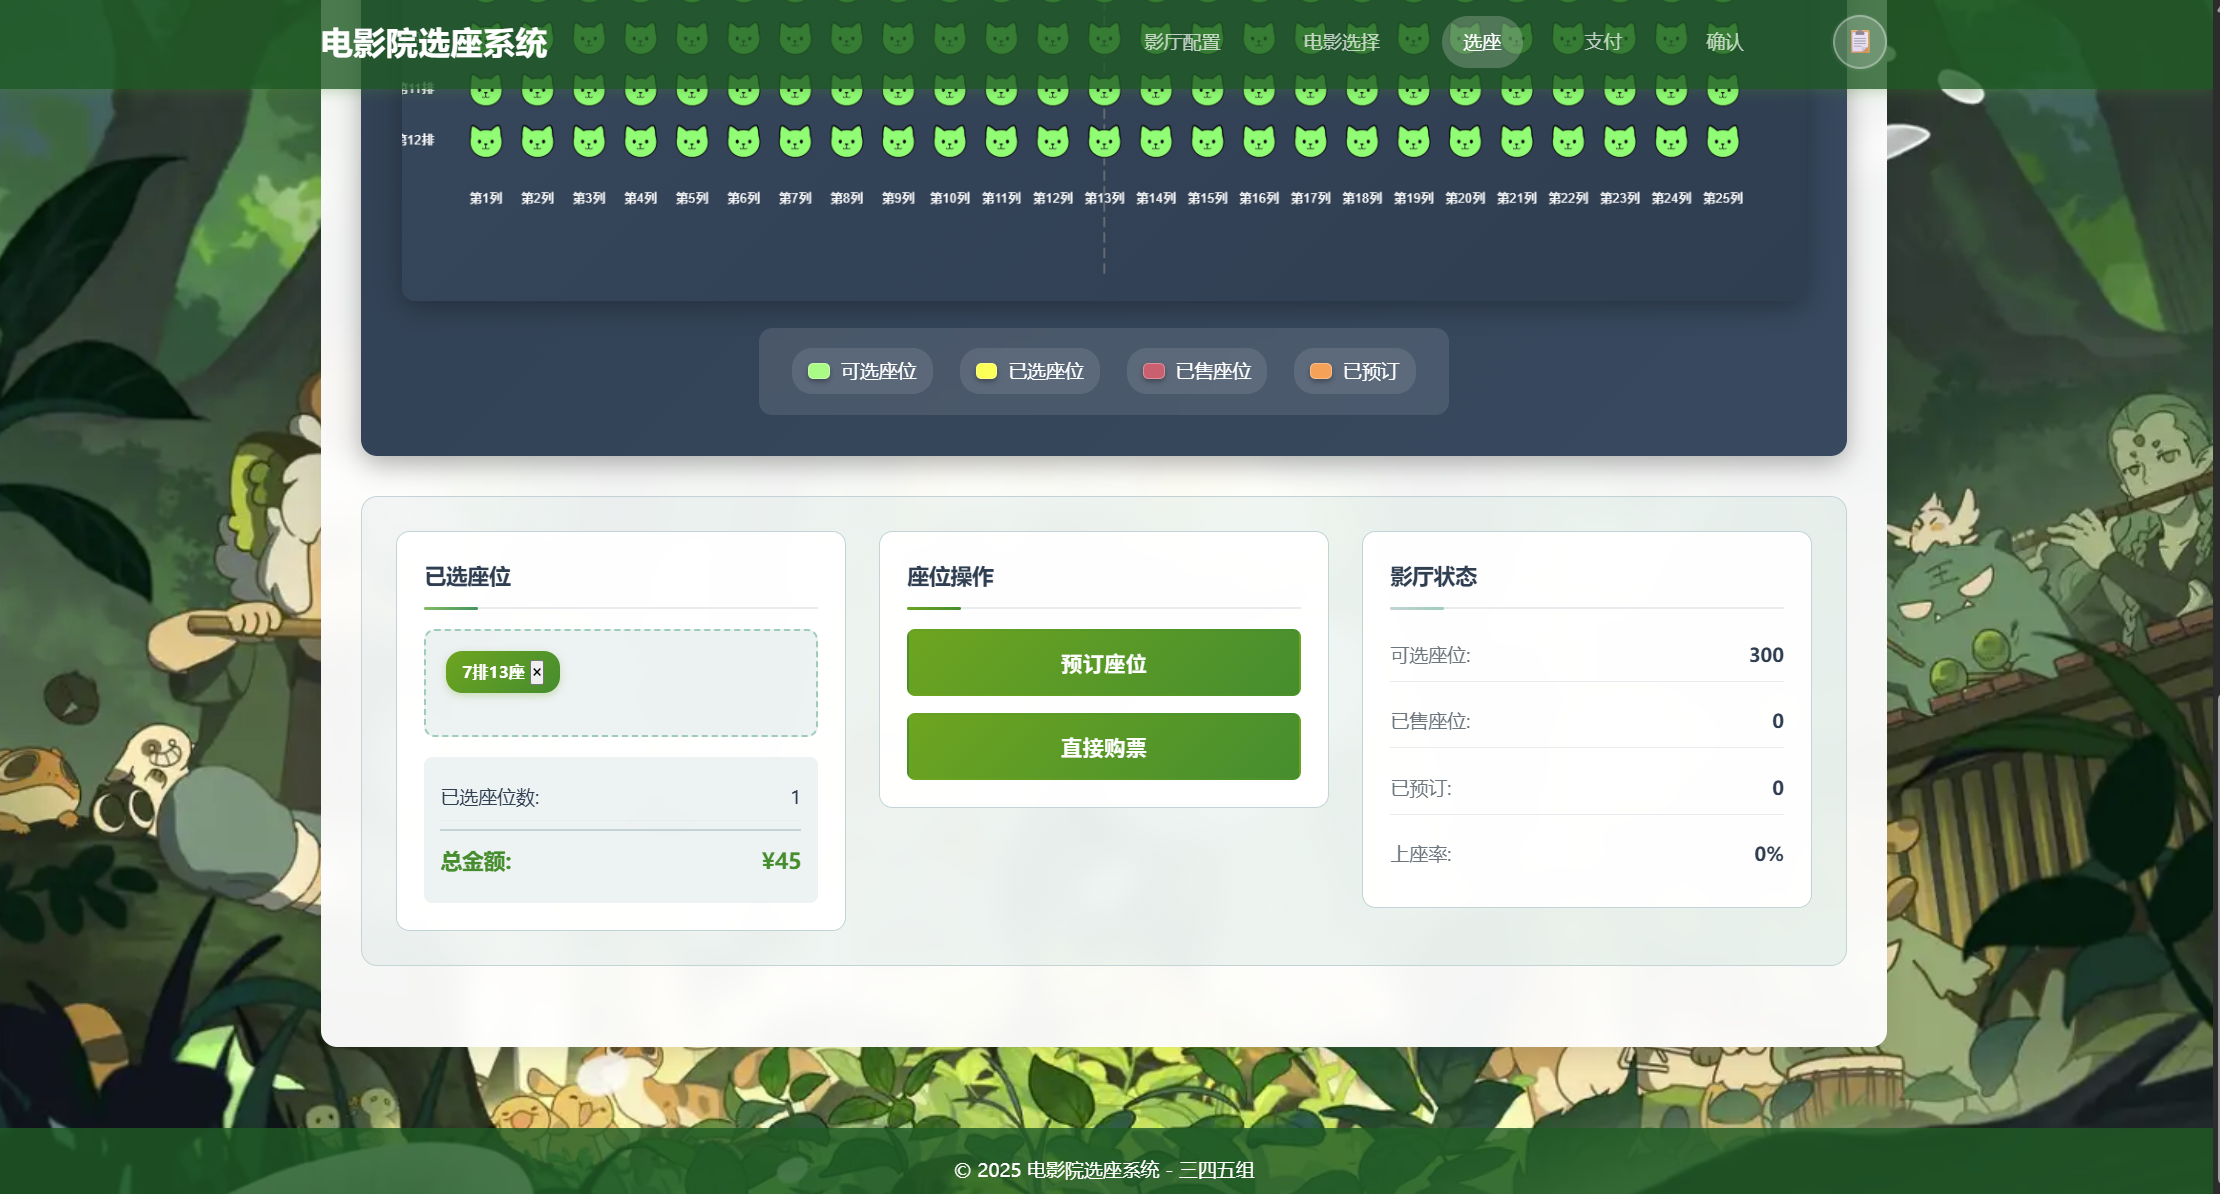 电影院选座系统
影厅配置 电影选择 选座 支付 确认
第12排
第1列 第2列 第3列 第4列 第5列 第6列 第7列 第8列 第9列 第10列 第11列 第12列 第13列 第14列 第15列 第16列 第17列 第18列 第19列 第20列 第21列 第22列 第23列 第24列 第25列
可选座位 已选座位 已售座位 已预订
已选座位
7排13座 ×
已选座位数: 1
总金额: ¥45
座位操作
预订座位
直接购票
影厅状态
可选座位: 300
已售座位: 0
已预订: 0
上座率: 0%
© 2025 电影院选座系统 - 三四五组